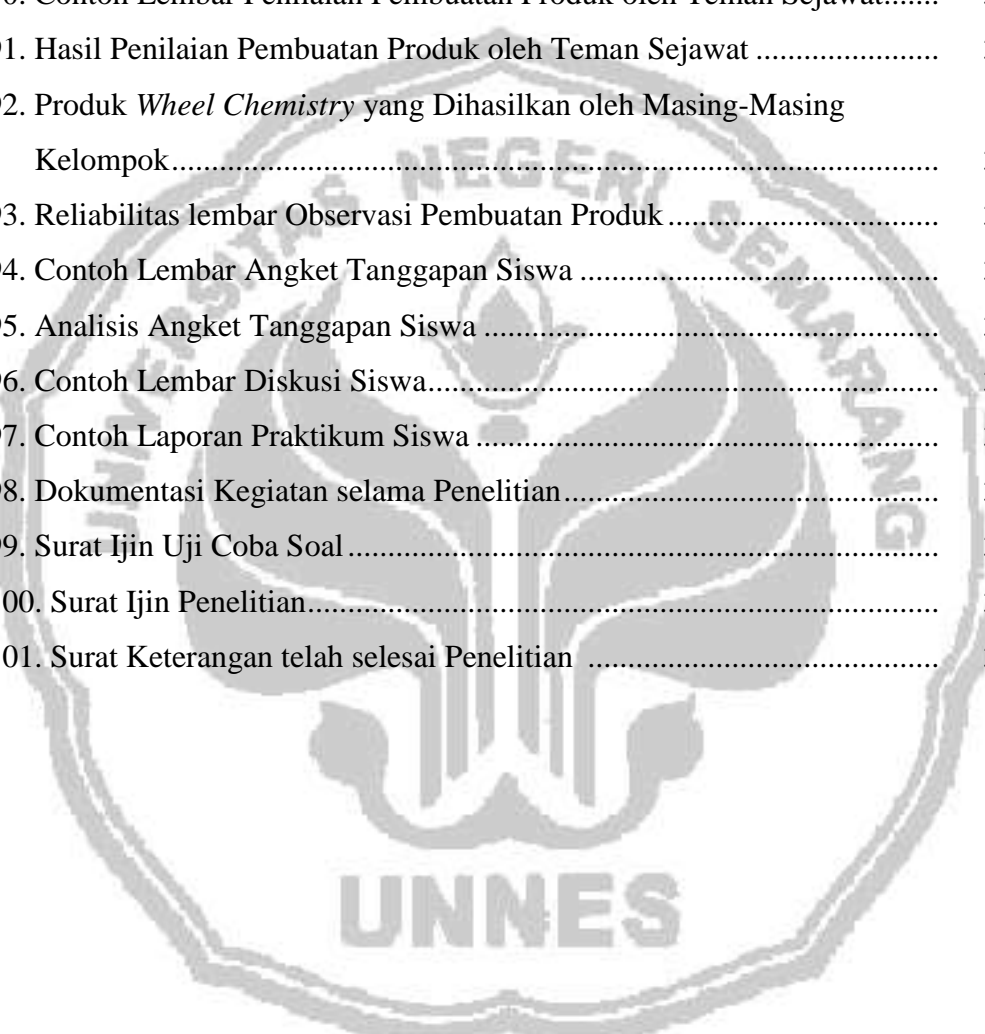 0. Contoh Lembar Penilaian Pembuatan Produk oleh Teman Sejawat.......
91. Hasil Penilaian Pembuatan Produk oleh Teman Sejawat .......................
92. Produk Wheel Chemistry yang Dihasilkan oleh Masing-Masing
Kelompok.................................................................................................
93. Reliabilitas lembar Observasi Pembuatan Produk..................................
94. Contoh Lembar Angket Tanggapan Siswa .............................................
95. Analisis Angket Tanggapan Siswa .........................................................
96. Contoh Lembar Diskusi Siswa................................................................
97. Contoh Laporan Praktikum Siswa ..........................................................
98. Dokumentasi Kegiatan selama Penelitian...............................................
99. Surat Ijin Uji Coba Soal..........................................................................
00. Surat Ijin Penelitian................................................................................
01. Surat Keterangan telah selesai Penelitian ............................................
UNIVERSITAS NEGERI SEMARANG
UNNES